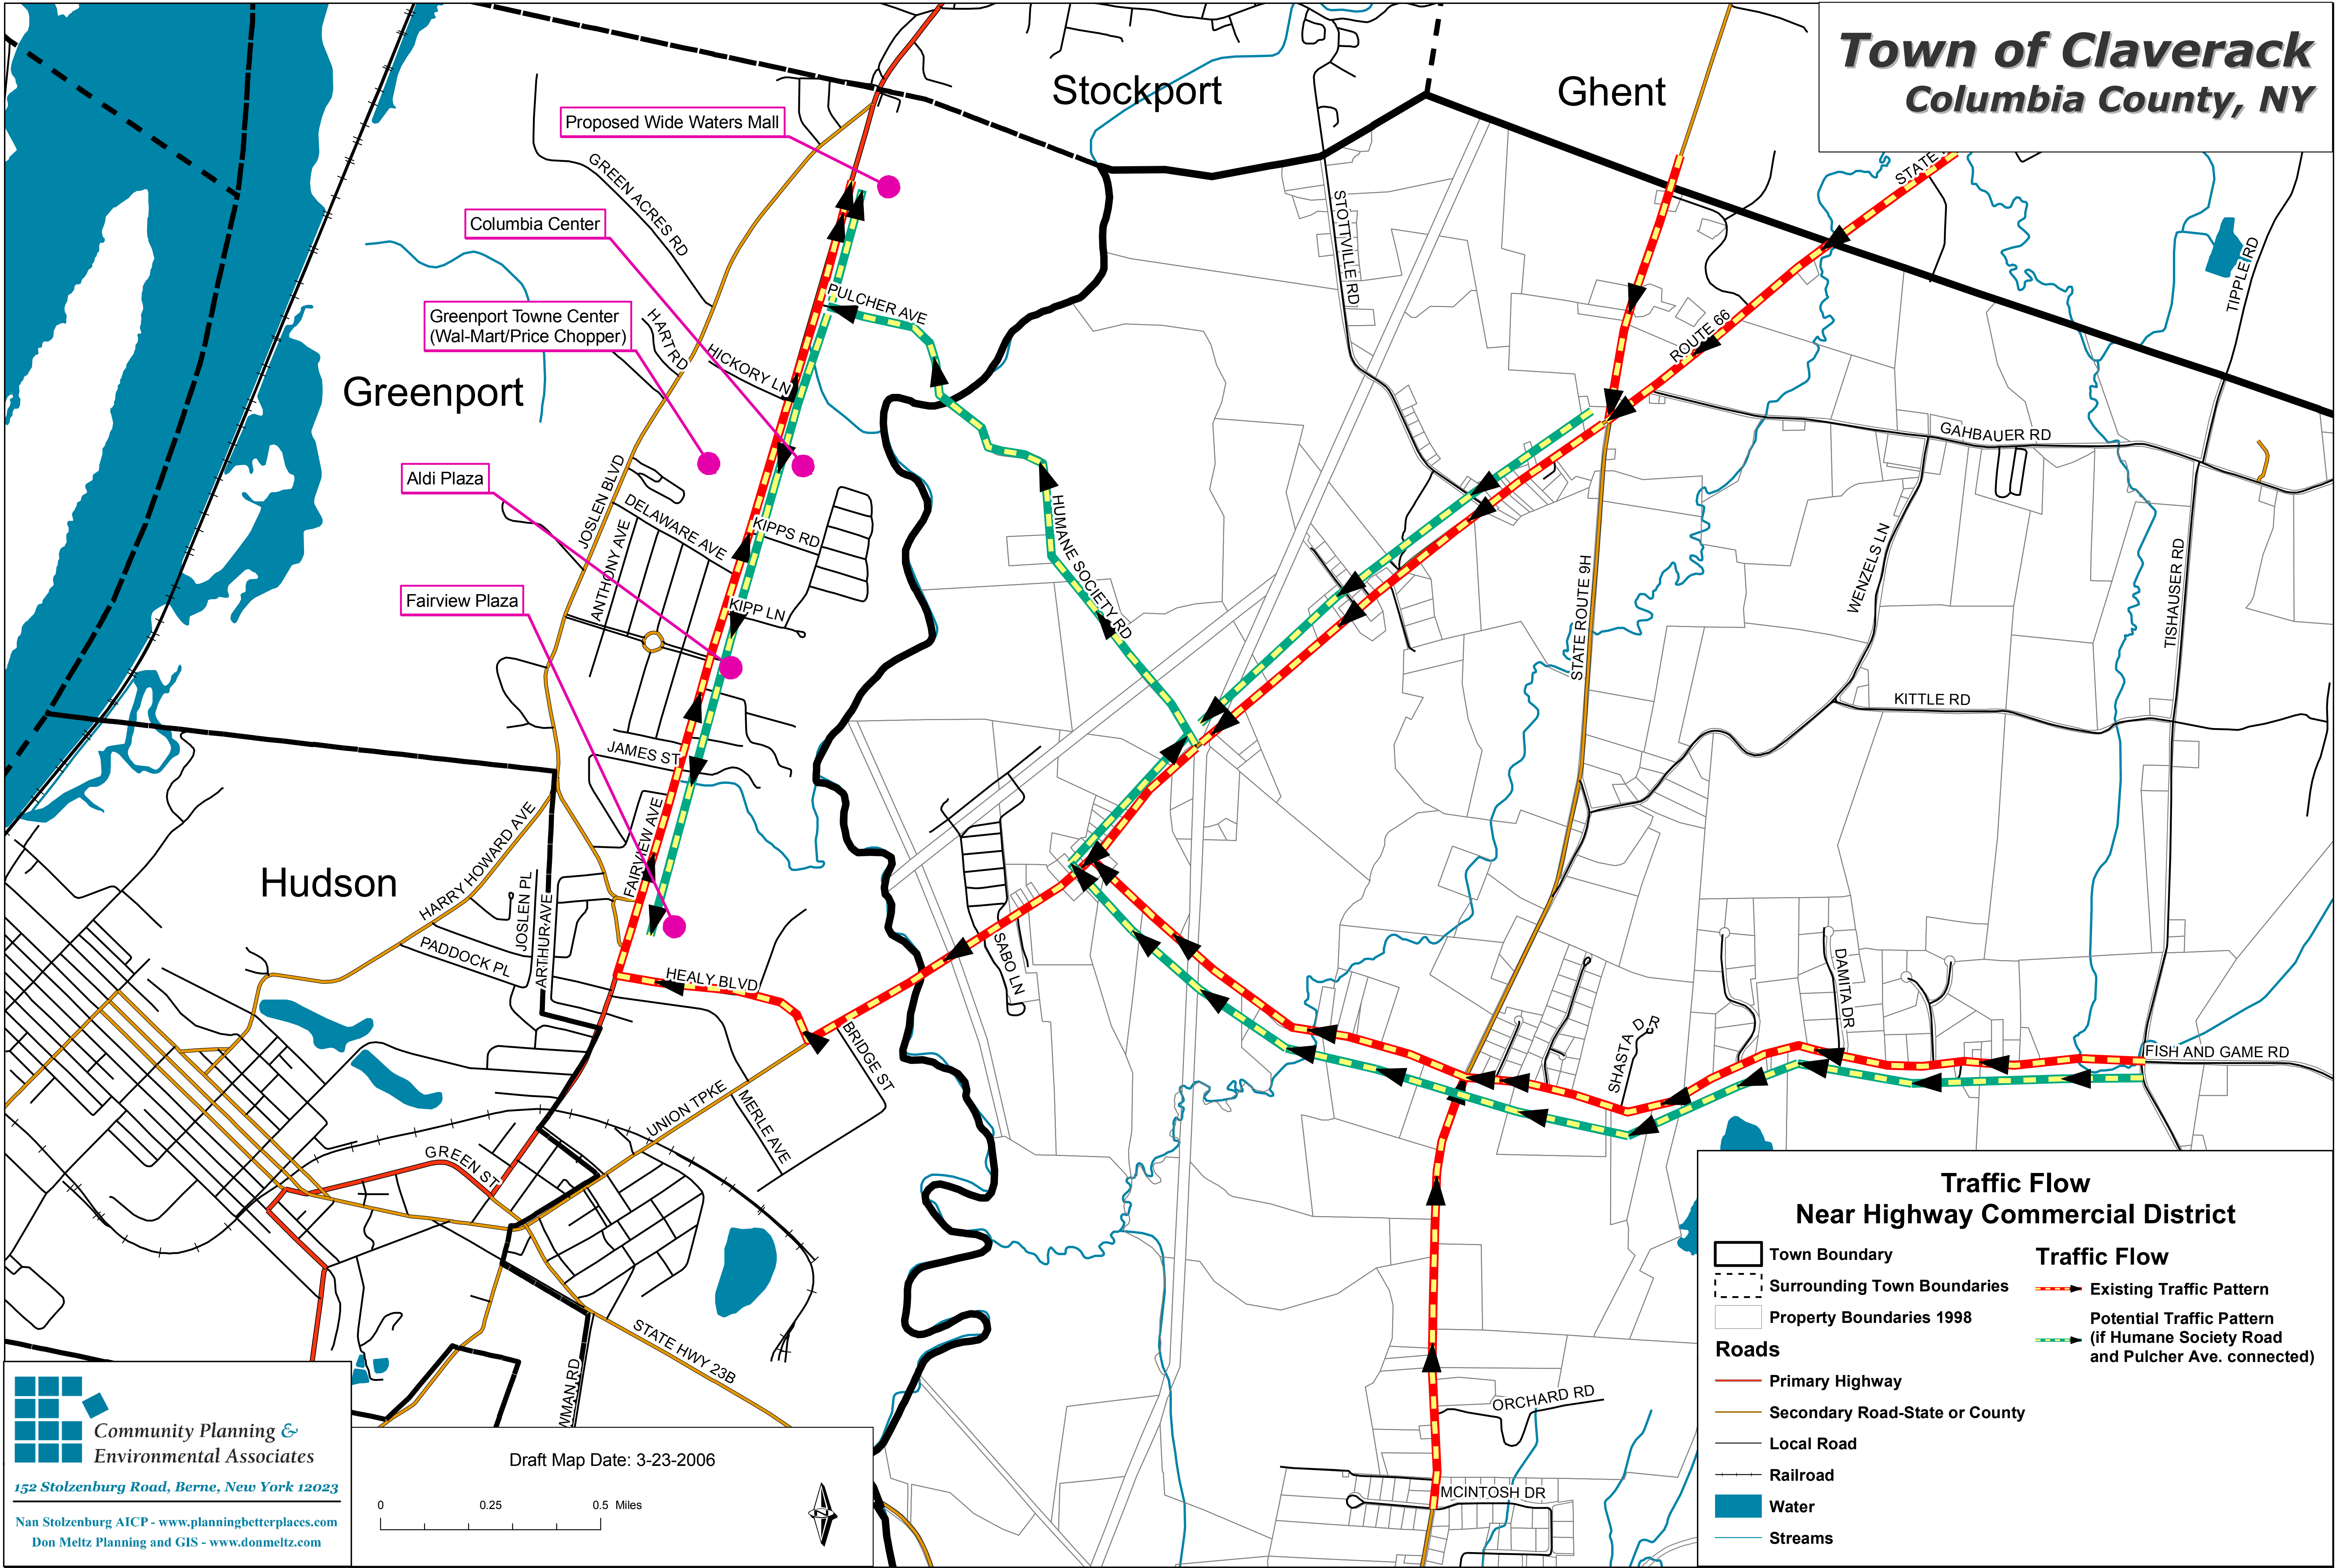 Town of Claverack
Columbia County, NY
Stockport
Ghent
Greenport
Hudson
Proposed Wide Waters Mall
Columbia Center
Greenport Towne Center
(Wal-Mart/Price Chopper)
Aldi Plaza
Fairview Plaza
GREEN ACRES RD
HART RD
HICKORY LN
PULCHER AVE
JOSLEN BLVD
DELAWARE AVE
ANTHONY AVE
KIPPS RD
KIPP LN
JAMES ST
FAIRVIEW AVE
HARRY HOWARD AVE
JOSLEN PL
ARTHUR AVE
PADDOCK PL
HEALY BLVD
BRIDGE ST
UNION TPKE
MERLE AVE
GREEN ST
STATE HWY 23B
WMAN RD
HUMANE SOCIETY RD
SABO LN
STOTTVILLE RD
STATE
ROUTE 66
STATE ROUTE 9H
GAHBAUER RD
TIPPLE RD
WENZELS LN
TISHAUSER RD
KITTLE RD
DAMITA DR
SHASTA DR
FISH AND GAME RD
ORCHARD RD
MCINTOSH DR
Traffic Flow
Near Highway Commercial District
Town Boundary
Surrounding Town Boundaries
Property Boundaries 1998
Roads
Primary Highway
Secondary Road-State or County
Local Road
Railroad
Water
Streams
Traffic Flow
Existing Traffic Pattern
Potential Traffic Pattern
(if Humane Society Road
and Pulcher Ave. connected)
Community Planning &
Environmental Associates
152 Stolzenburg Road, Berne, New York 12023
Nan Stolzenburg AICP - www.planningbetterplaces.com
Don Meltz Planning and GIS - www.donmeltz.com
Draft Map Date: 3-23-2006
0 0.25 0.5 Miles